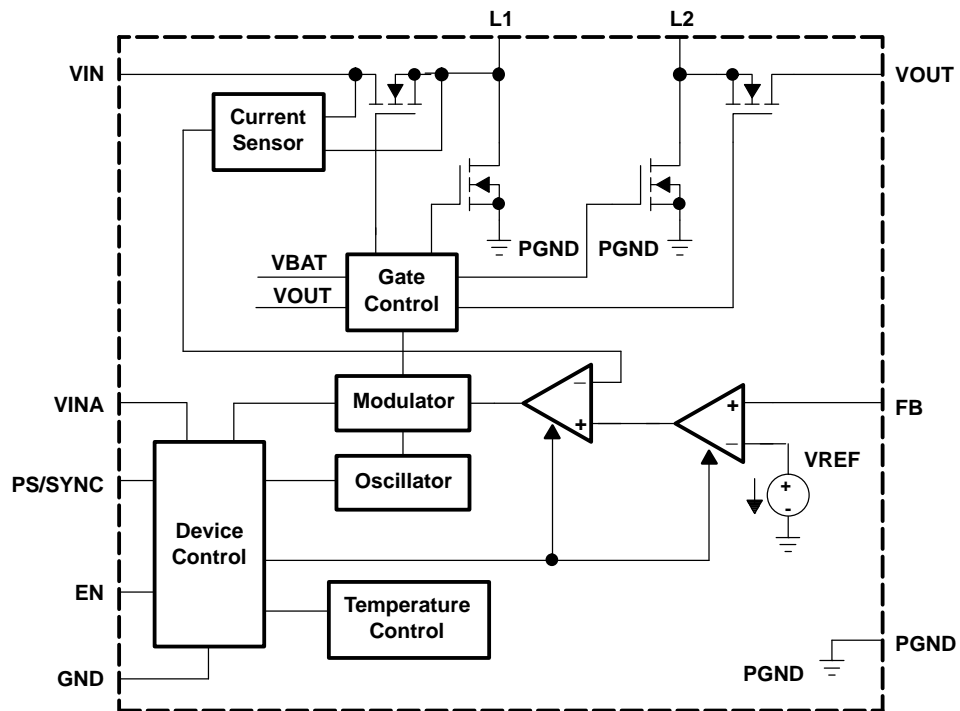 L1
L2
VIN
VOUT
Current
Sensor
PGND
PGND
VBAT
VOUT
Gate
Control
VINA
Modulator
_
+
+
_
FB
VREF
+
-
PS/SYNC
Oscillator
Device
Control
EN
Temperature
Control
GND
PGND
PGND